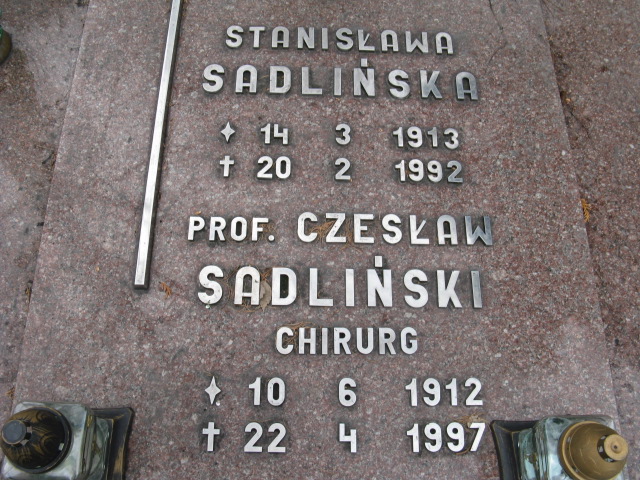 STANISŁAWA
SADLIŃSKA
✧ 14 3 1913
✝ 20 2 1992
PROF. CZESŁAW
SADLIŃSKI
CHIRURG
✧ 10 6 1912
✝ 22 4 1997